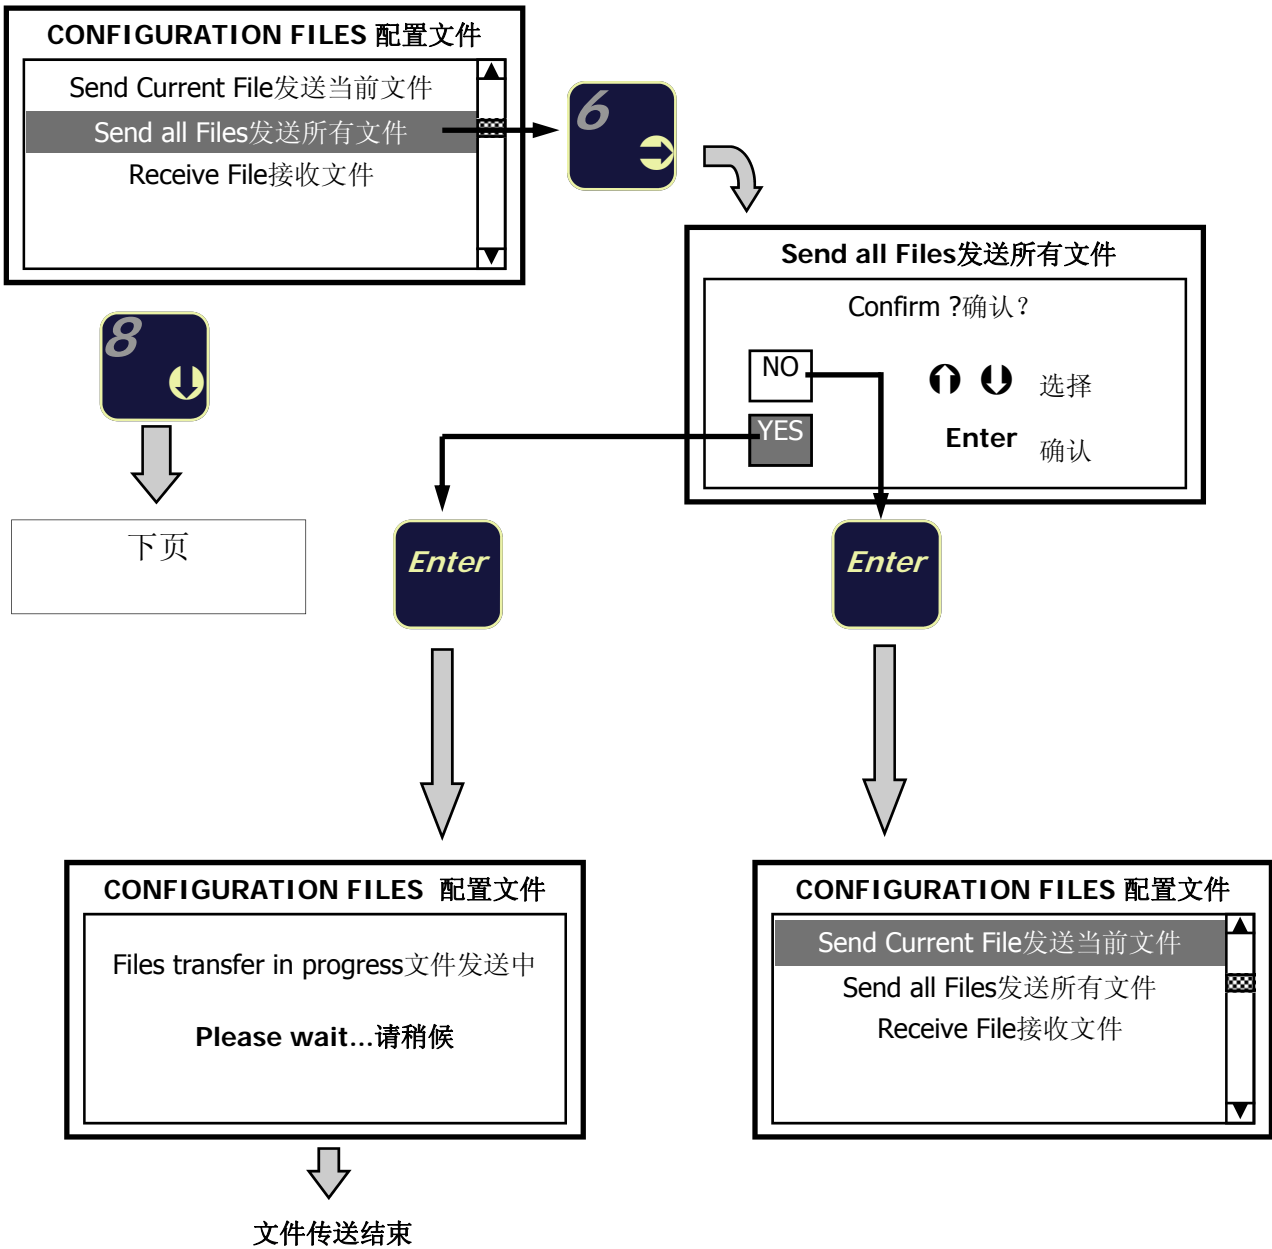 CONFIGURATION FILES 配置文件
Send Current File发送当前文件
Send all Files发送所有文件
Receive File接收文件
6
Send all Files发送所有文件
Confirm ?确认？
NO
选择
YES
Enter 确认
8
下页
Enter
Enter
CONFIGURATION FILES 配置文件
Files transfer in progress文件发送中
Please wait...请稍候
文件传送结束
CONFIGURATION FILES 配置文件
Send Current File发送当前文件
Send all Files发送所有文件
Receive File接收文件